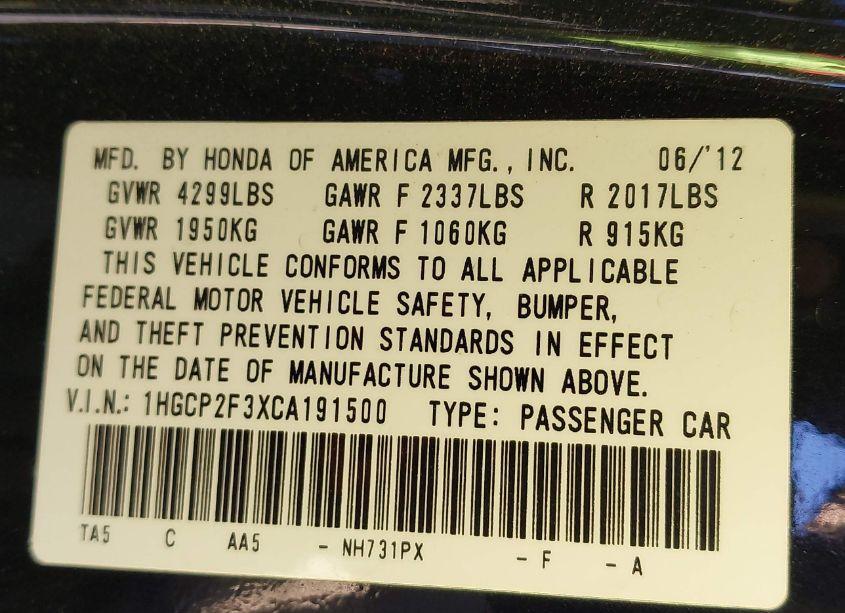 MFD. BY HONDA OF AMERICA MFG., INC. 06/'12
GVWR 4299LBS GAWR F 2337LBS R 2017LBS
GVWR 1950KG GAWR F 1060KG R 915KG
THIS VEHICLE CONFORMS TO ALL APPLICABLE
FEDERAL MOTOR VEHICLE SAFETY, BUMPER,
AND THEFT PREVENTION STANDARDS IN EFFECT
ON THE DATE OF MANUFACTURE SHOWN ABOVE.
V.I.N.: 1HGCP2F3XCA191500 TYPE: PASSENGER CAR
TA5 C AA5 - NH731PX - F - A